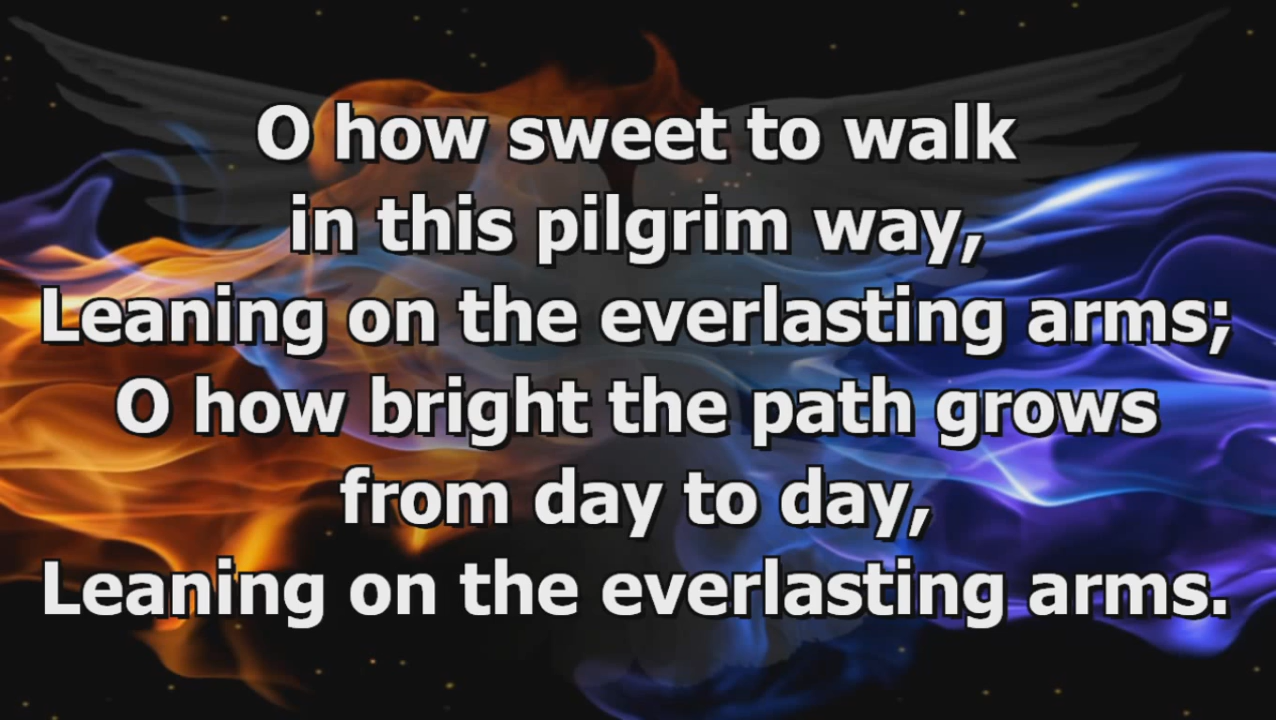 O how sweet to walk
in this pilgrim way,
Leaning on the everlasting arms;
O how bright the path grows
from day to day,
Leaning on the everlasting arms.